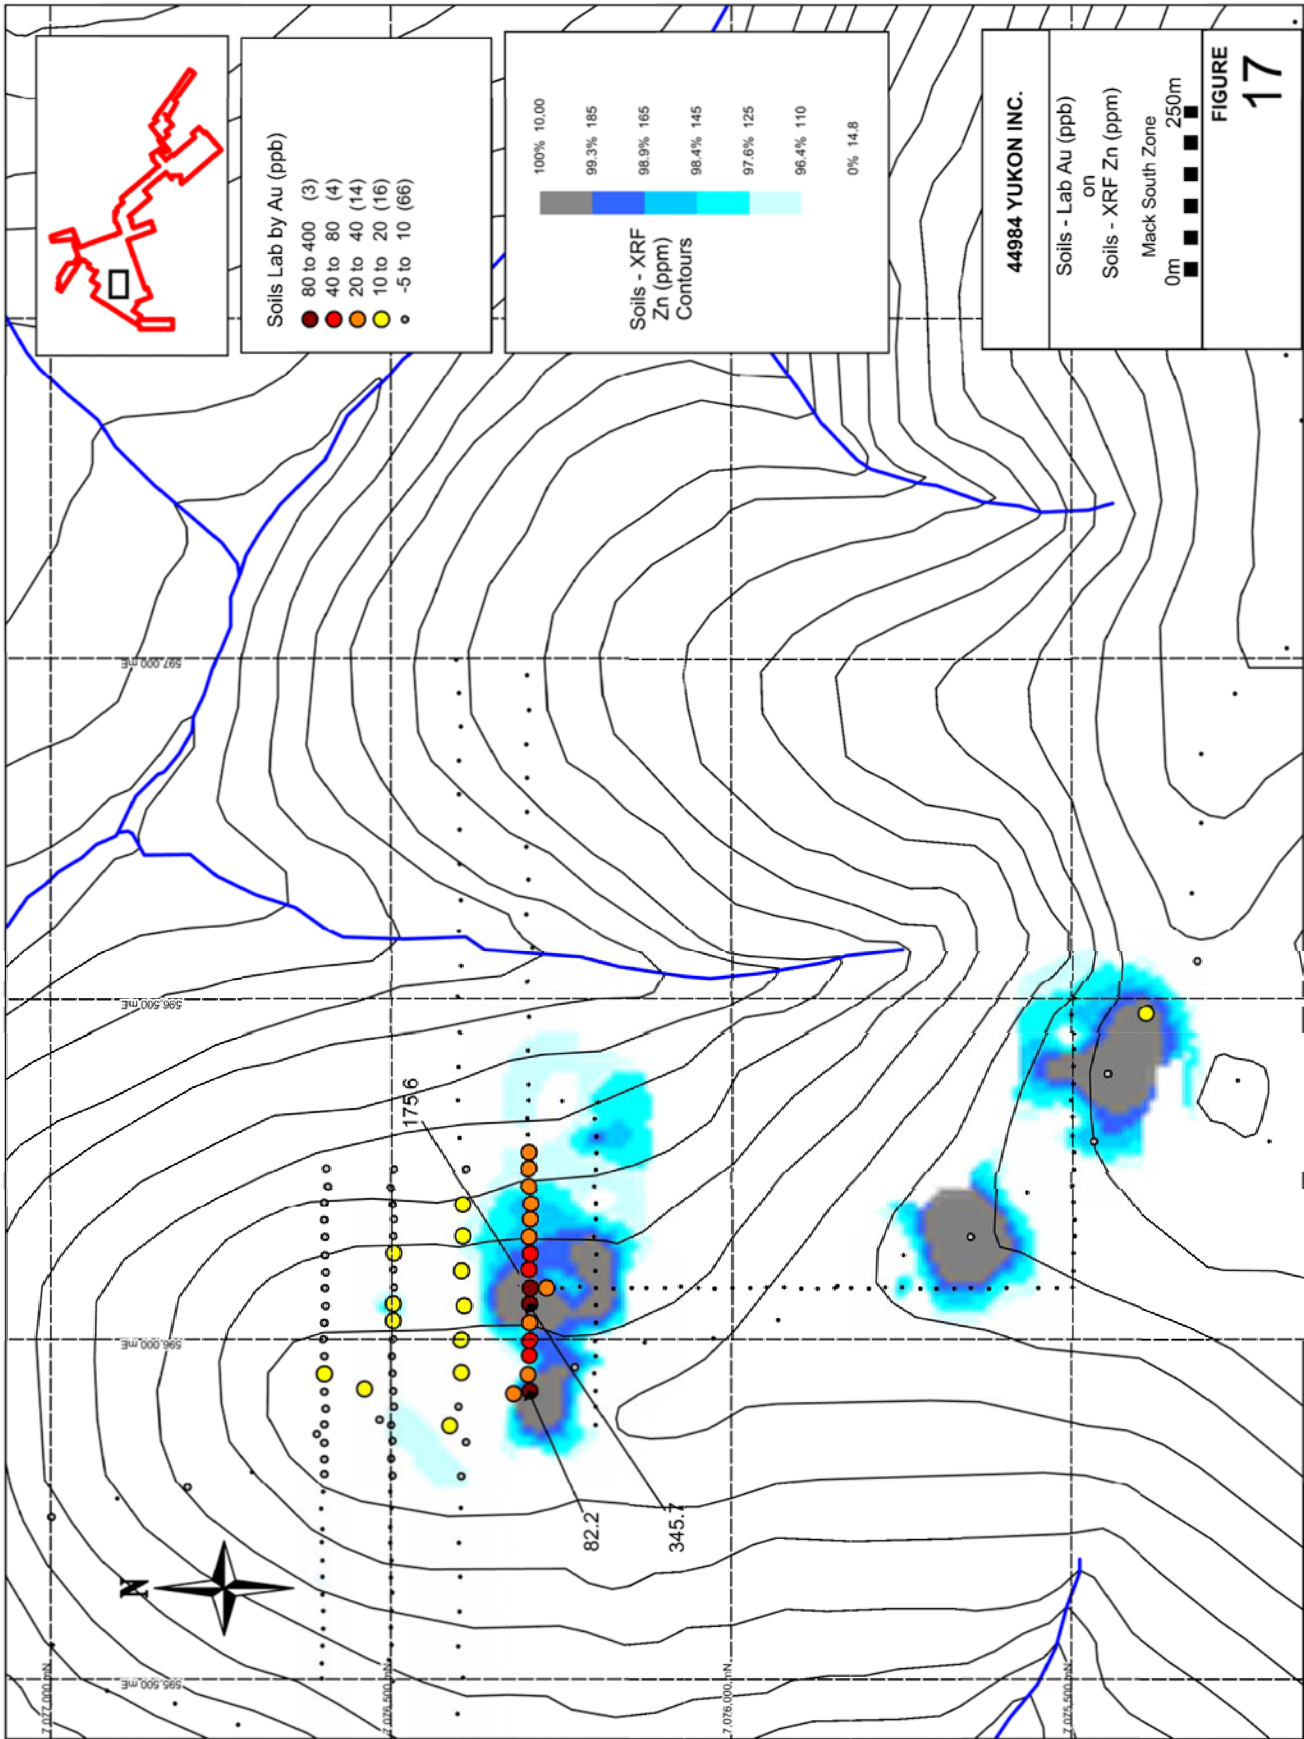 Soils Lab by Au (ppb)
80 to 400 (3)
40 to 80 (4)
20 to 40 (14)
10 to 20 (16)
-5 to 10 (66)
Soils - XRF
Zn (ppm)
Contours
100% 10,00
99.3% 185
98.9% 165
98.4% 145
97.6% 125
96.4% 110
0% 14.8
44984 YUKON INC.
Soils - Lab Au (ppb)
on
Soils - XRF Zn (ppm)
Mack South Zone
0m 250m
FIGURE
17
N
175.6
82.2
345.7
595,500 mE
596,000 mE
596,500 mE
597,000 mE
7,077,000 mN
7,076,500 mN
7,076,000 mN
7,075,500 mN